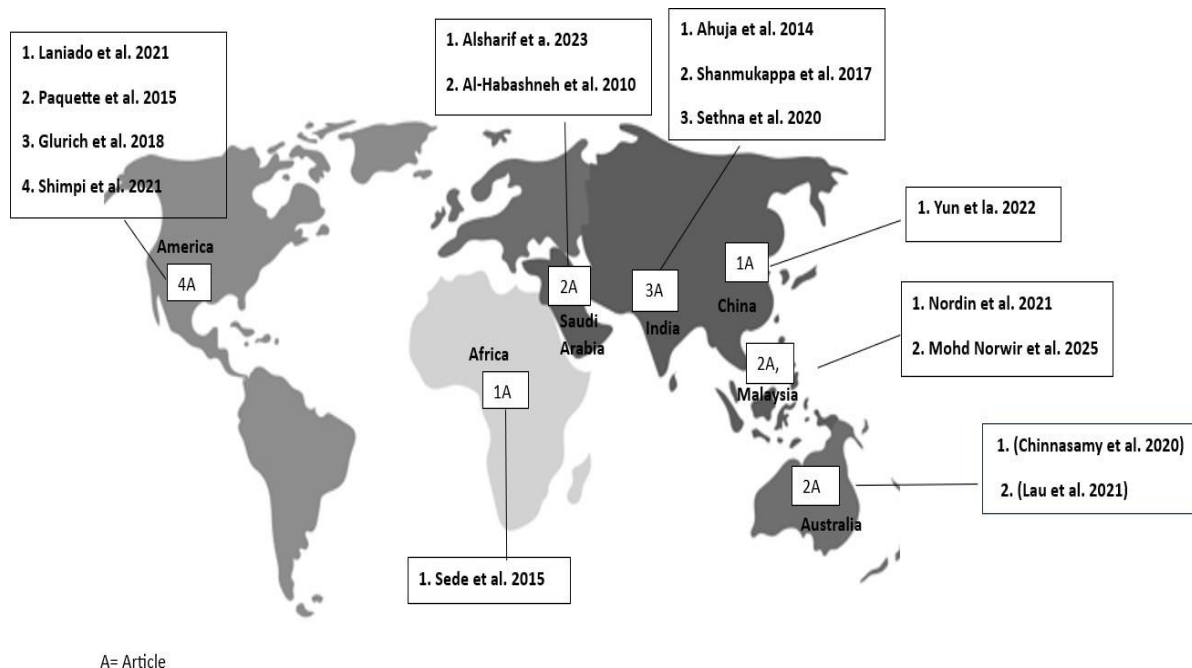 1. Laniado et al. 2021
2. Paquette et al. 2015
3. Glurich et al. 2018
4. Shimpi et al. 2021
1. Alsharif et a. 2023
2. Al-Habashneh et al. 2010
1. Ahuja et al. 2014
2. Shanmukappa et al. 2017
3. Sethna et al. 2020
1. Yun et la. 2022
1. Nordin et al. 2021
2. Mohd Norwir et al. 2025
1. (Chinnasamy et al. 2020)
2. (Lau et al. 2021)
America
4A
2A
Saudi
Arabia
3A
India
1A
China
2A,
Malaysia
Africa
1A
2A
Australia
1. Sede et al. 2015
A= Article